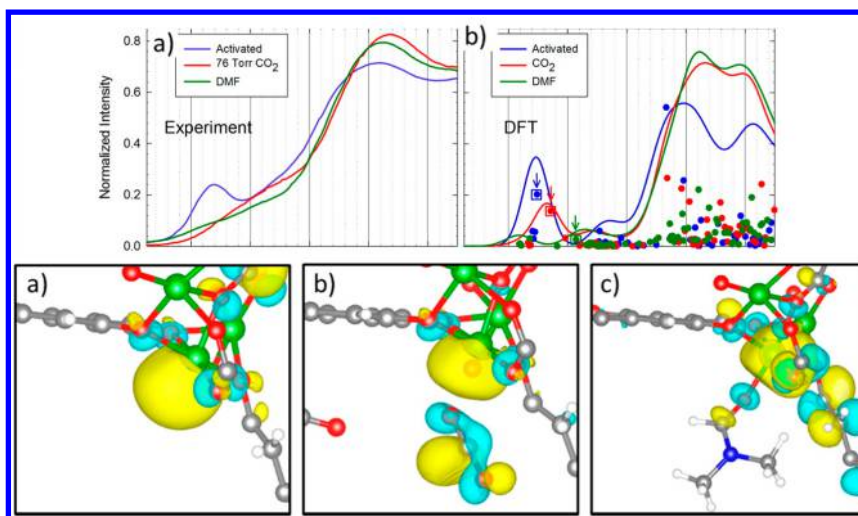 a)
Activated
76 Torr CO2
DMF
Experiment
Normalized Intensity
0.8
0.6
0.4
0.2
0.0
b)
Activated
CO2
DMF
DFT
a)
b)
c)